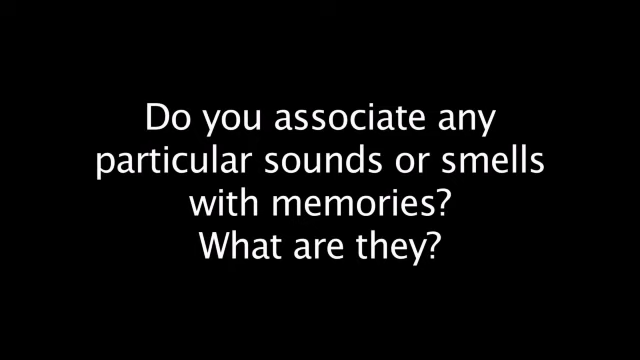 Do you associate any
particular sounds or smells
with memories?
What are they?